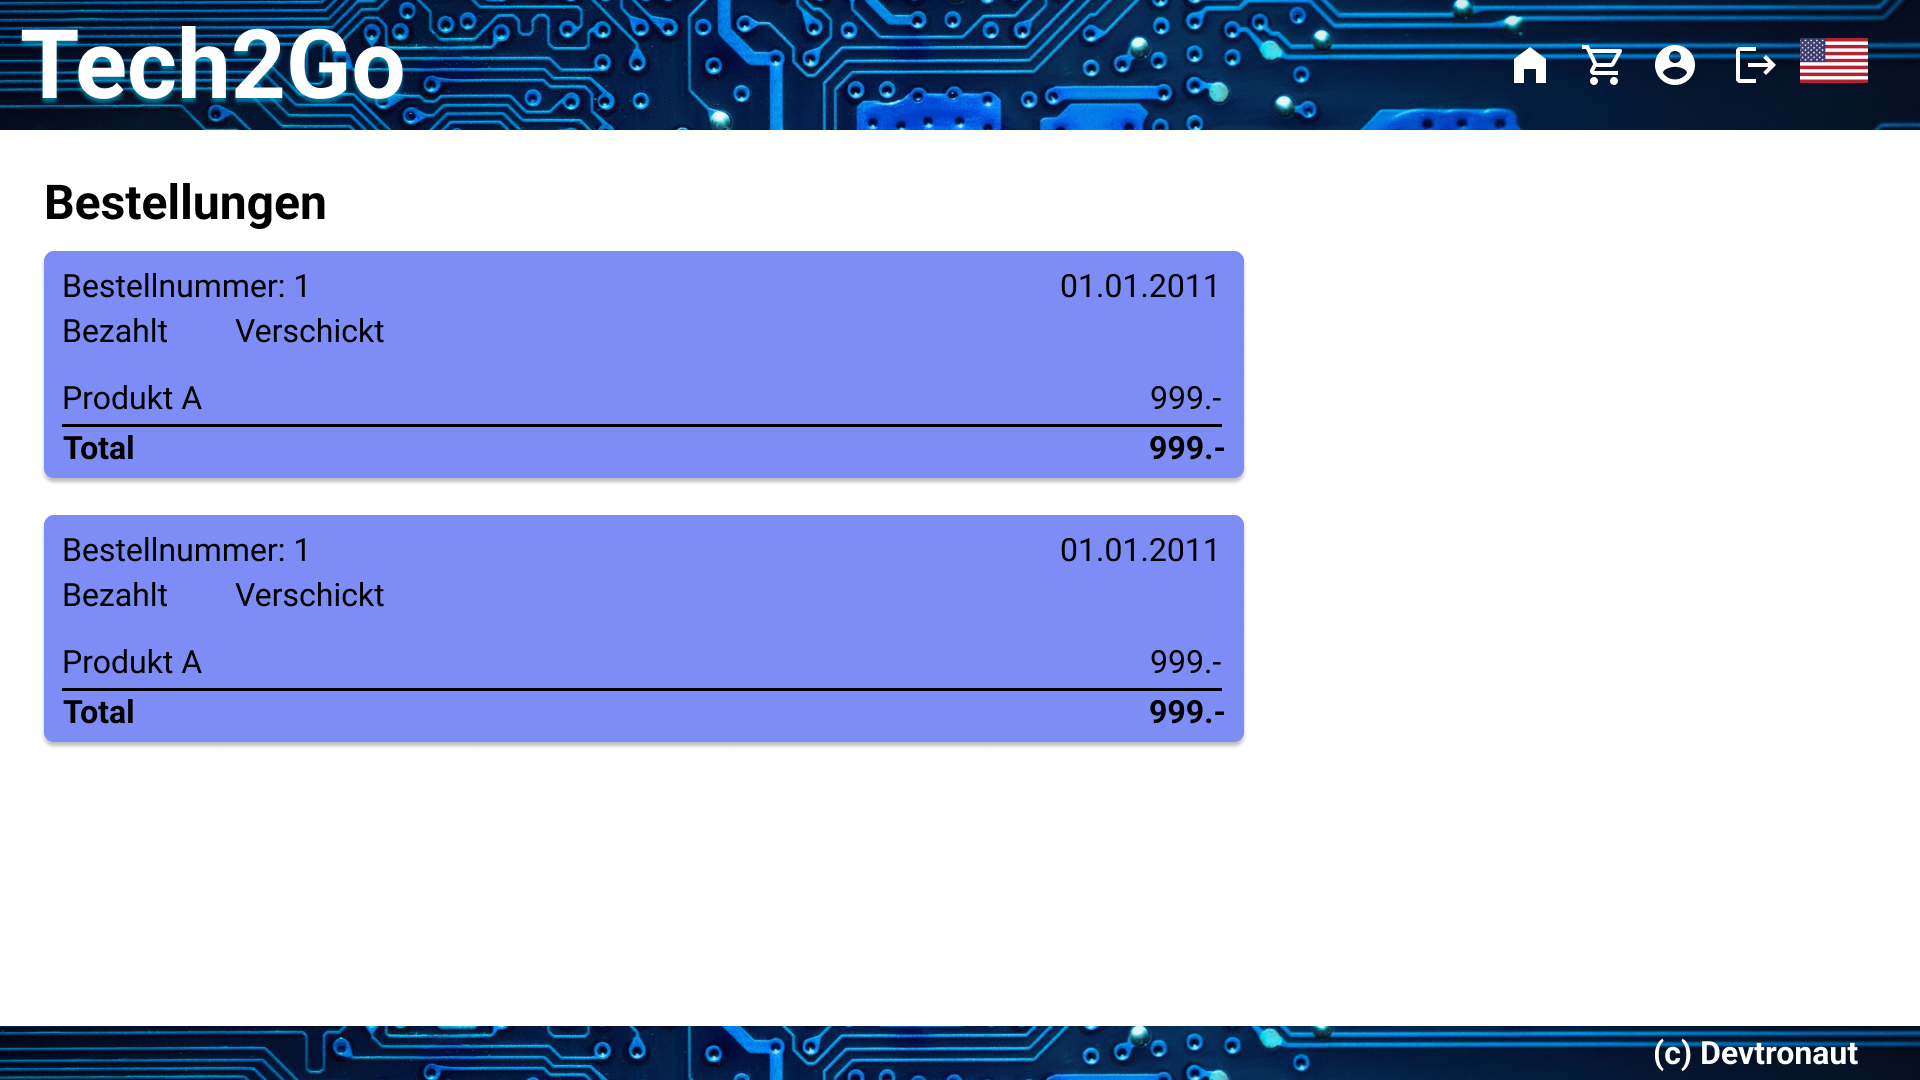 Tech2Go
Bestellungen
Bestellnummer: 1 01.01.2011
Bezahlt Verschickt
Produkt A 999.-
Total 999.-
Bestellnummer: 1 01.01.2011
Bezahlt Verschickt
Produkt A 999.-
Total 999.-
(c) Devtronaut